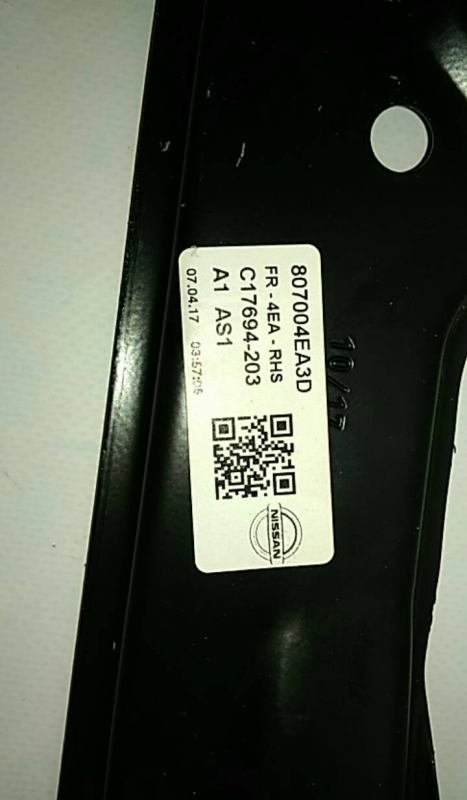 807004EA3D
FR - 4EA - RHS
C17694-203
A1 AS1
07.04.17 03:57:05
NISSAN
10/17